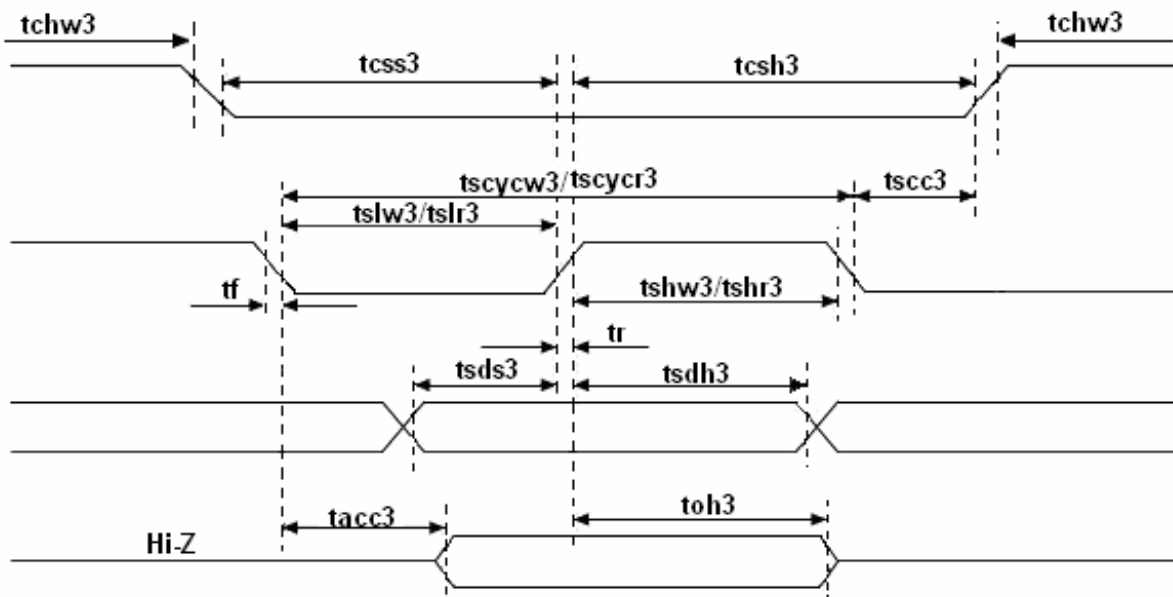 tchw3
tchw3
tcss3
tcsh3
tscycw3/tscycr3
tscc3
tslw3/tslr3
tf
tshw3/tshr3
tr
tsds3
tsdh3
tacc3
toh3
Hi-Z